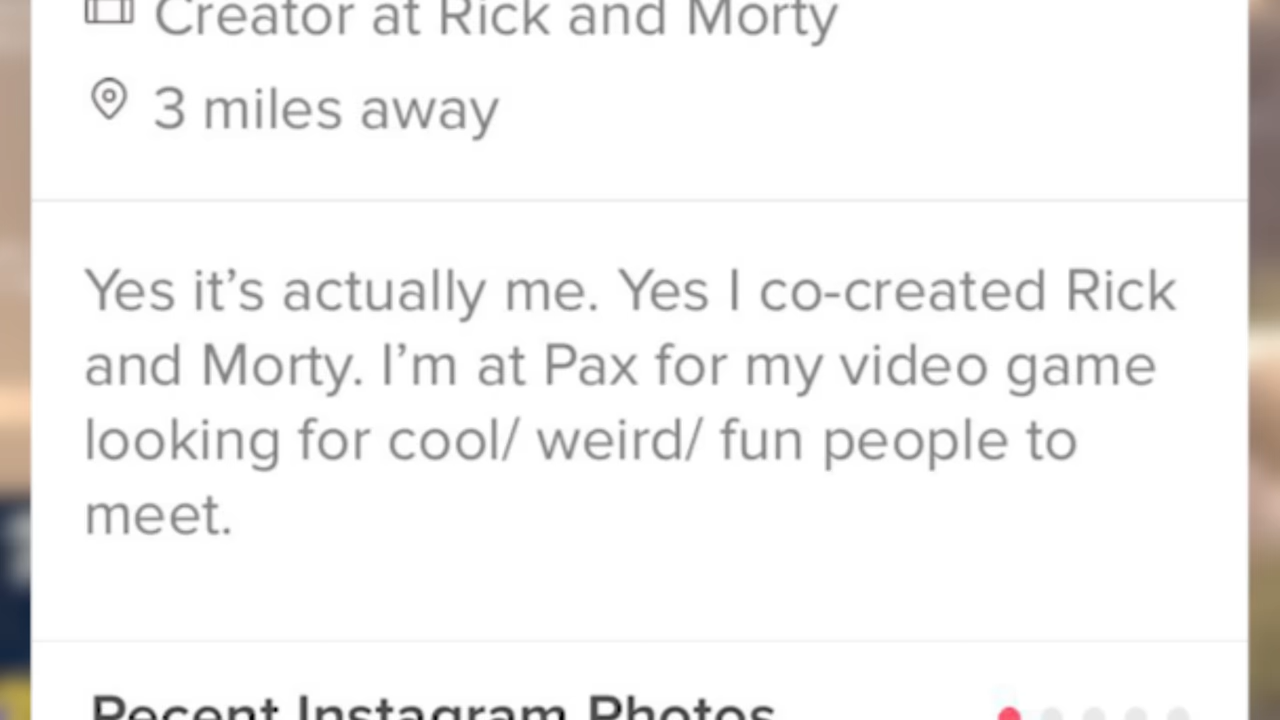 Creator at Rick and Morty
3 miles away
Yes it’s actually me. Yes I co-created Rick
and Morty. I’m at Pax for my video game
looking for cool/ weird/ fun people to
meet.
Recent Instagram Photos